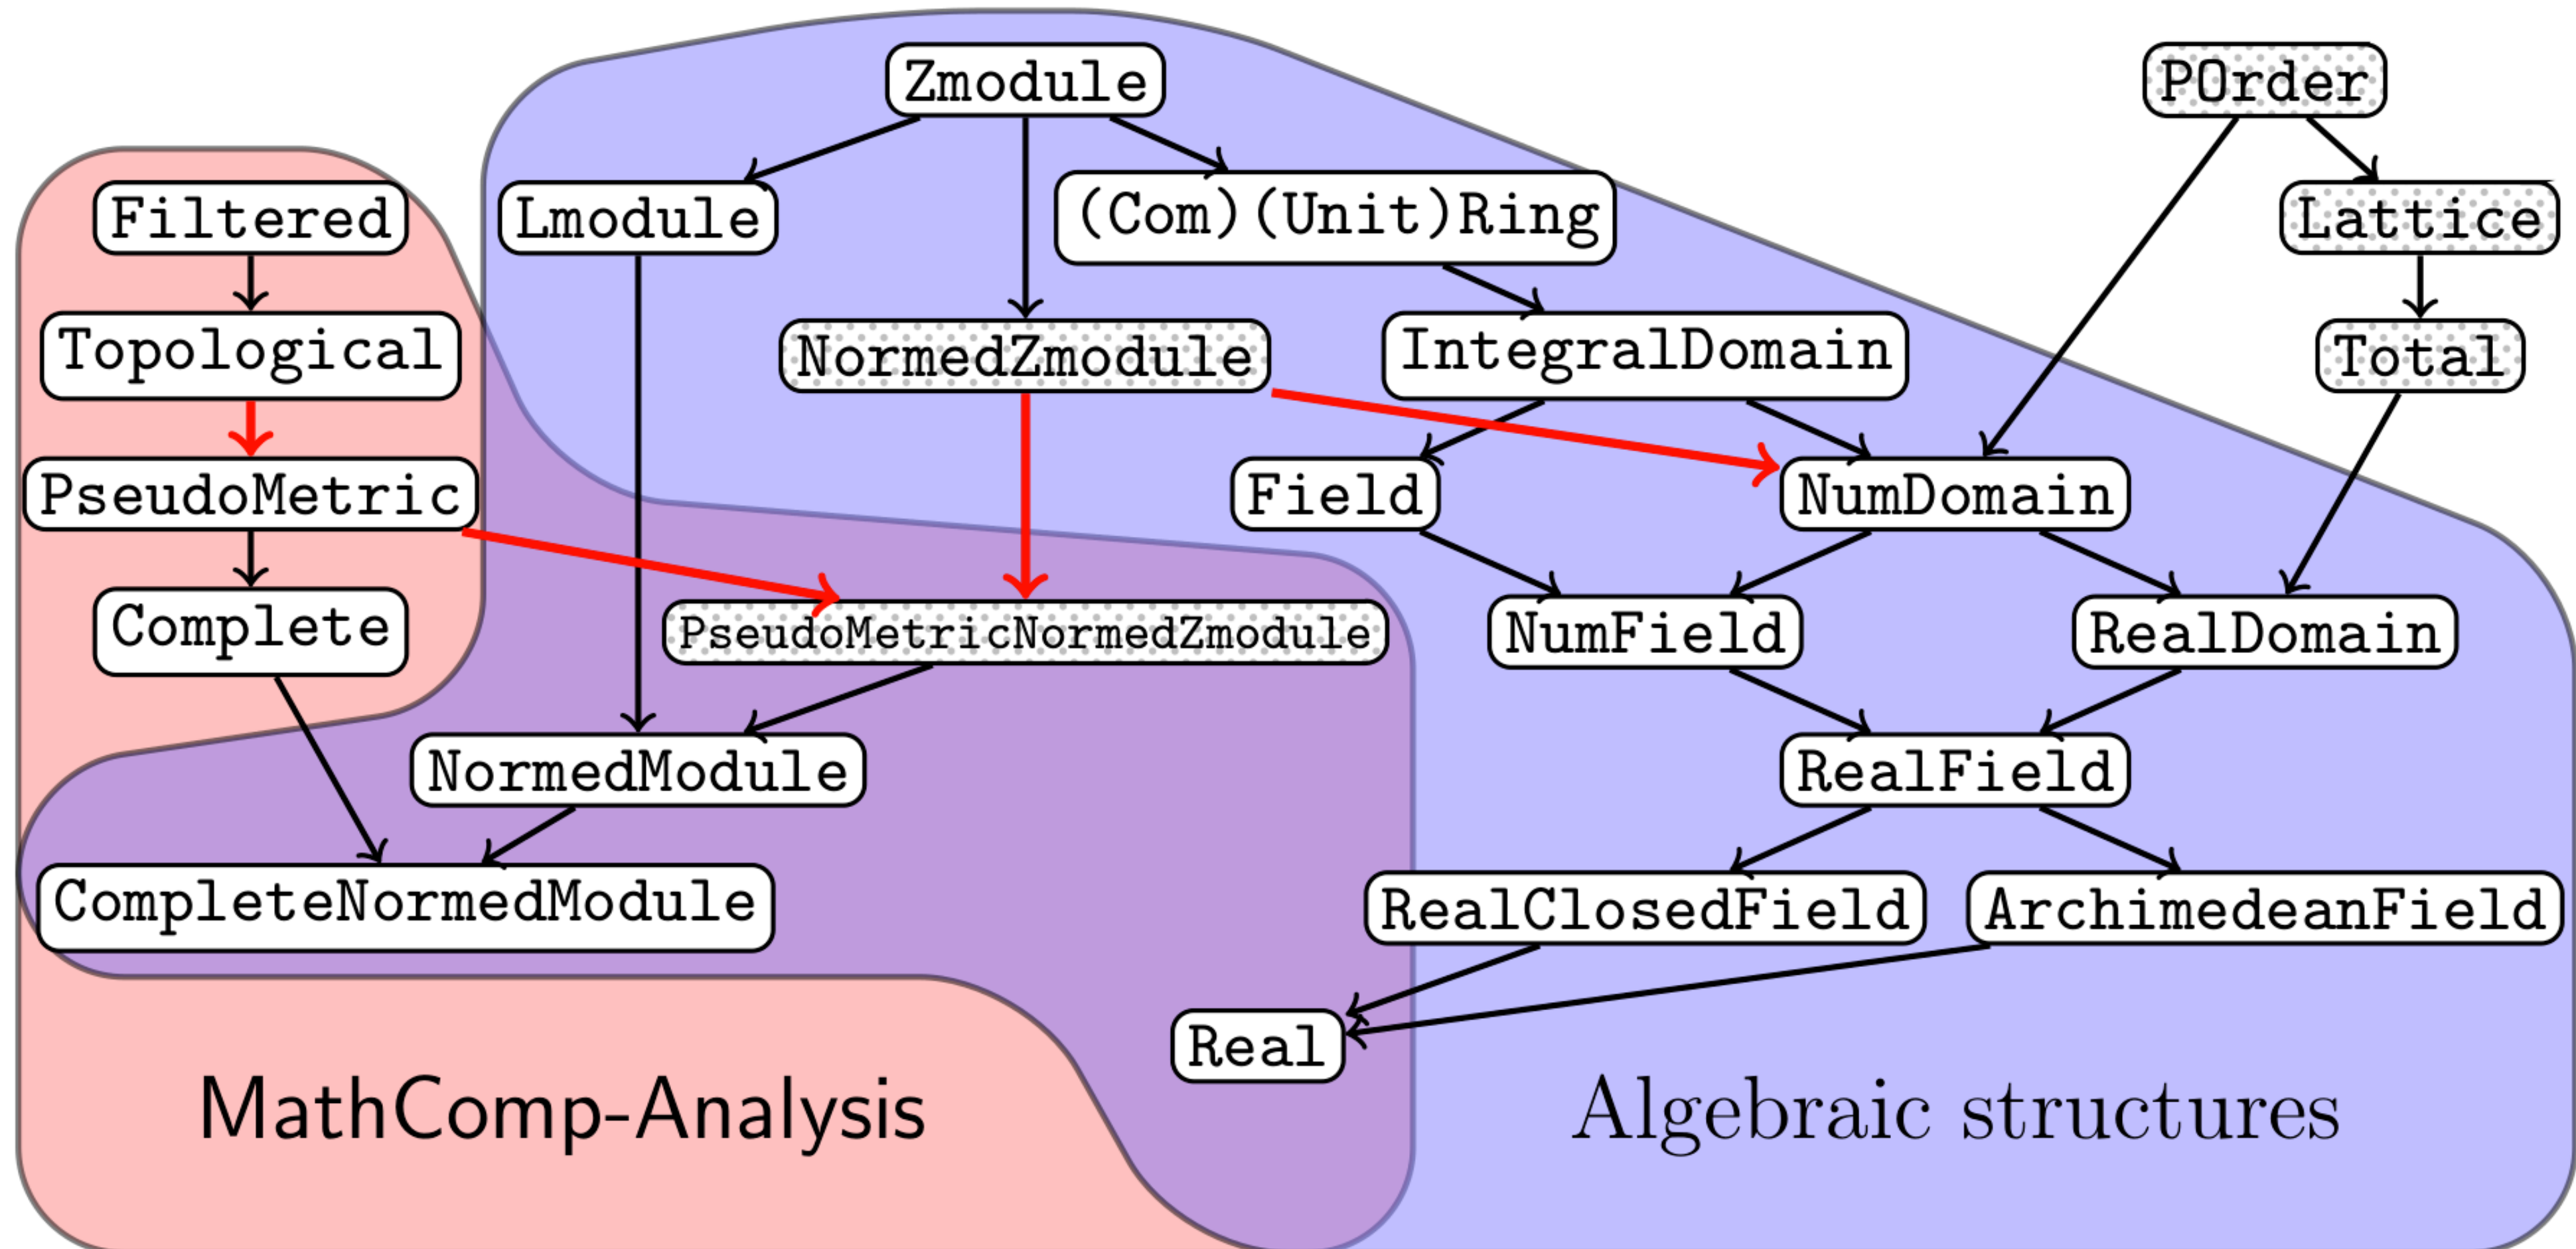 Zmodule
POrder
Filtered
Lmodule
(Com)(Unit)Ring
Lattice
Topological
NormedZmodule
IntegralDomain
Total
PseudoMetric
Field
NumDomain
Complete
PseudoMetricNormedZmodule
NumField
RealDomain
NormedModule
RealField
CompleteNormedModule
RealClosedField
ArchimedeanField
Real
MathComp-Analysis
Algebraic structures